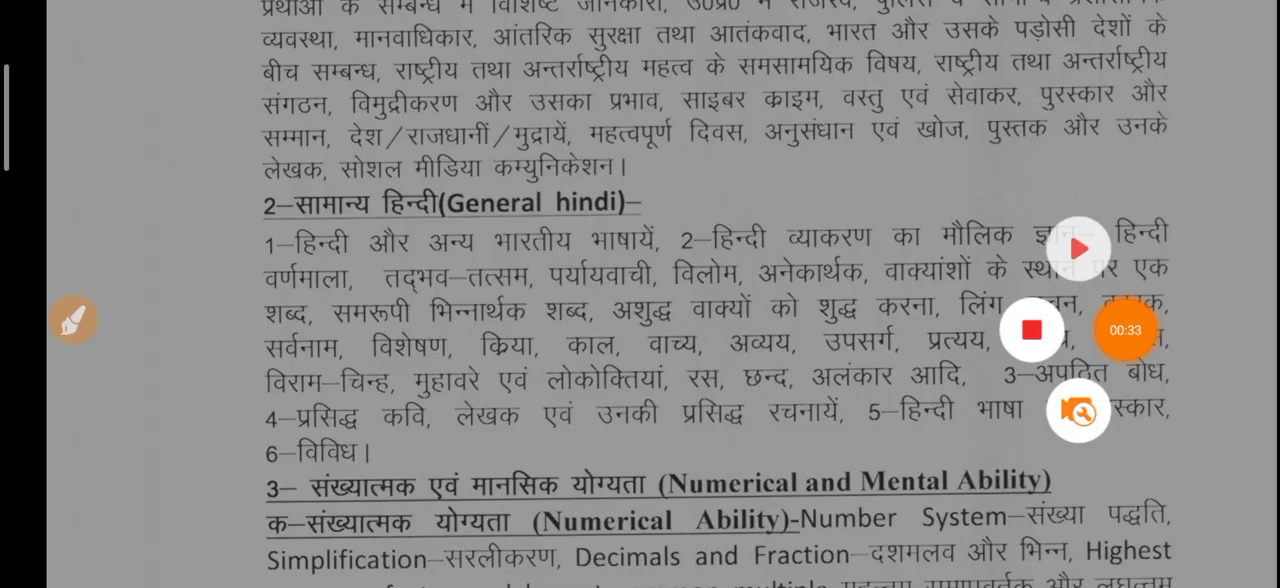 व्यवस्था, मानवाधिकार, आंतरिक सुरक्षा तथा आतंकवाद, भारत और उसके पड़ोसी देशों के
बीच सम्बन्ध, राष्ट्रीय तथा अन्तर्राष्ट्रीय महत्व के समसामयिक विषय, राष्ट्रीय तथा अन्तर्राष्ट्रीय
संगठन, विमुद्रीकरण और उसका प्रभाव, साइबर क्राइम, वस्तु एवं सेवाकर, पुरस्कार और
सम्मान, देश/राजधानीं/मुद्रायें, महत्वपूर्ण दिवस, अनुसंधान एवं खोज, पुस्तक और उनके
लेखक, सोशल मीडिया कम्युनिकेशन।
2–सामान्य हिन्दी(General hindi)–
1–हिन्दी और अन्य भारतीय भाषायें, 2–हिन्दी व्याकरण का मौलिक हिन्दी
वर्णमाला, तद्भव–तत्सम, पर्यायवाची, विलोम, अनेकार्थक, वाक्यांशों के स्थान पर एक
शब्द, समरूपी भिन्नार्थक शब्द, अशुद्ध वाक्यों को शुद्ध करना, लिंग,
सर्वनाम, विशेषण, क्रिया, काल, वाच्य, अव्यय, उपसर्ग, प्रत्यय,
00:33
विराम–चिन्ह, मुहावरे एवं लोकोक्तियां, रस, छन्द, अलंकार आदि, 3–अपठित बोध,
4–प्रसिद्ध कवि, लेखक एवं उनकी प्रसिद्ध रचनायें, 5–हिन्दी भाषा
6–विविध।
3– संख्यात्मक एवं मानसिक योग्यता (Numerical and Mental Ability)
क–संख्यात्मक योग्यता (Numerical Ability)-Number System–संख्या पद्धति,
Simplification–सरलीकरण, Decimals and Fraction–दशमलव और भिन्न, Highest